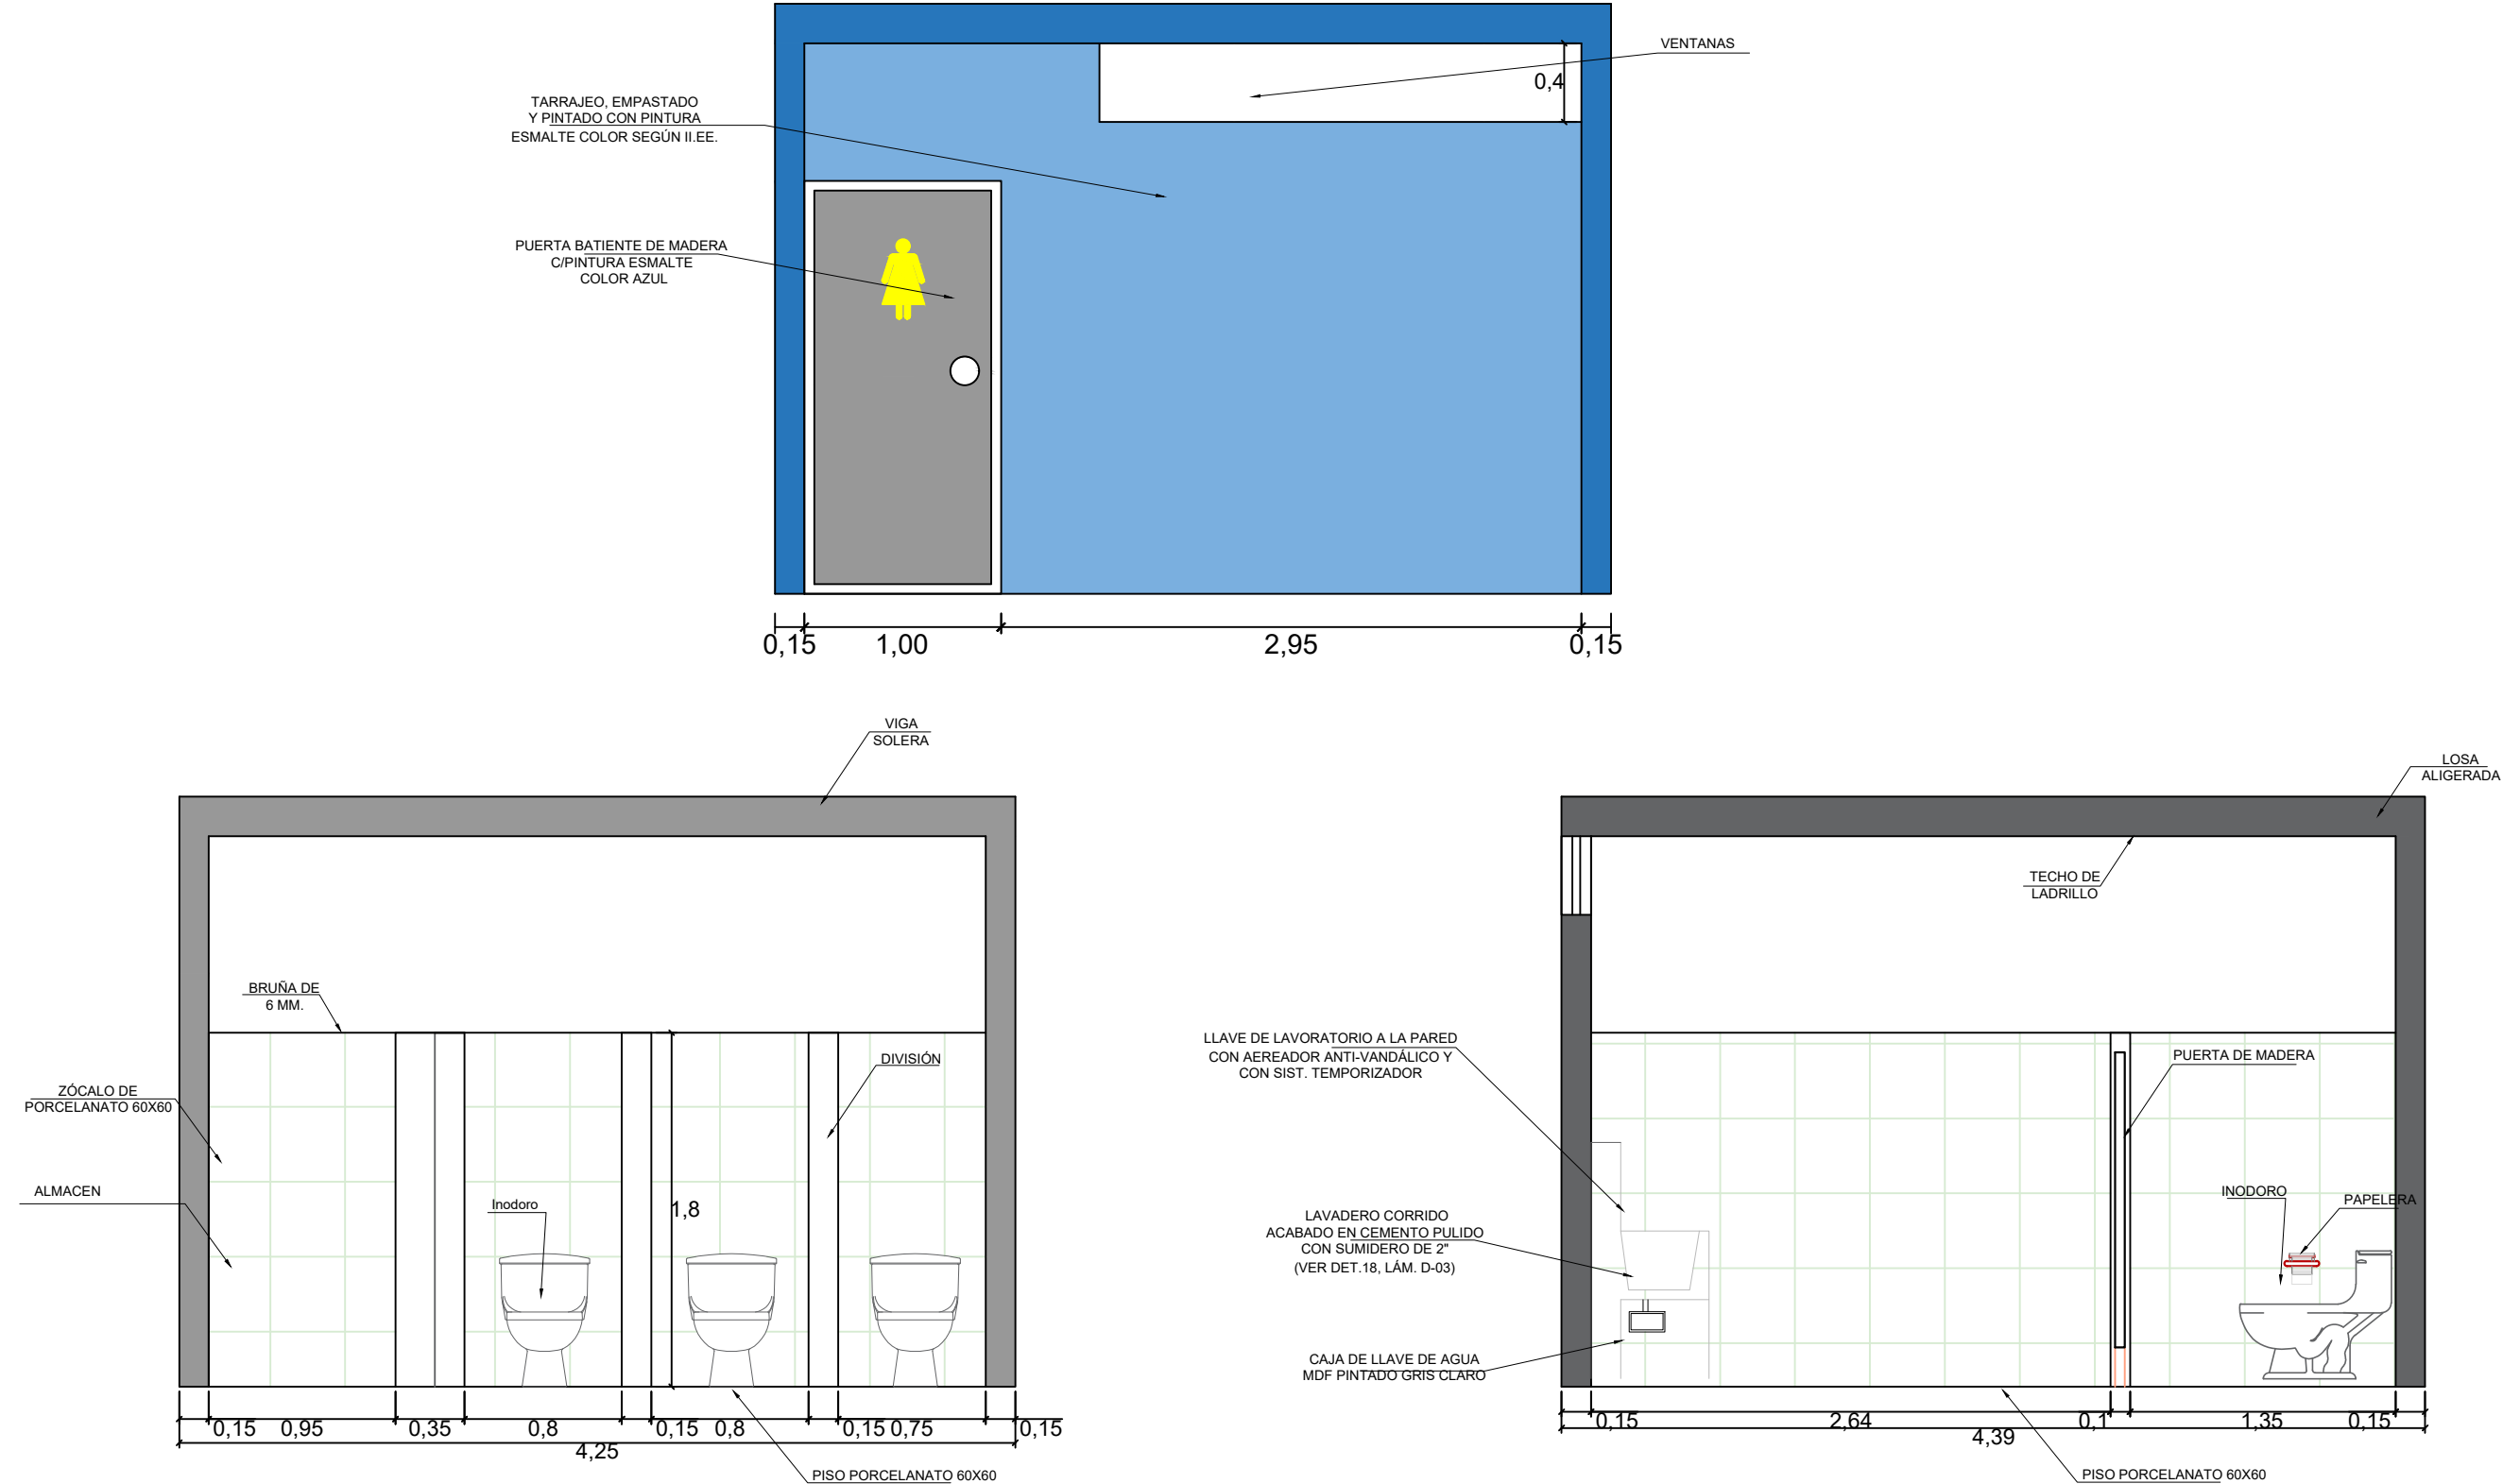 VENTANAS
0,4
TARRAJEO, EMPASTADO
Y PINTADO CON PINTURA
ESMALTE COLOR SEGÚN II.EE.
PUERTA BATIENTE DE MADERA
C/PINTURA ESMALTE
COLOR AZUL
0,15
1,00
2,95
0,15
VIGA
SOLERA
BRUÑA DE
6 MM.
DIVISIÓN
ZÓCALO DE
PORCELANATO 60X60
ALMACEN
Inodoro
1,8
0,15
0,95
0,35
0,8
0,15
0,8
0,15
0,75
0,15
4,25
PISO PORCELANATO 60X60
LOSA
ALIGERADA
TECHO DE
LADRILLO
LLAVE DE LAVORATORIO A LA PARED
CON AEREADOR ANTI-VANDÁLICO Y
CON SIST. TEMPORIZADOR
PUERTA DE MADERA
INODORO
PAPELERA
LAVADERO CORRIDO
ACABADO EN CEMENTO PULIDO
CON SUMIDERO DE 2"
(VER DET.18, LÁM. D-03)
CAJA DE LLAVE DE AGUA
MDF PINTADO GRIS CLARO
0,15
2,64
0,1
1,35
0,15
4,39
PISO PORCELANATO 60X60